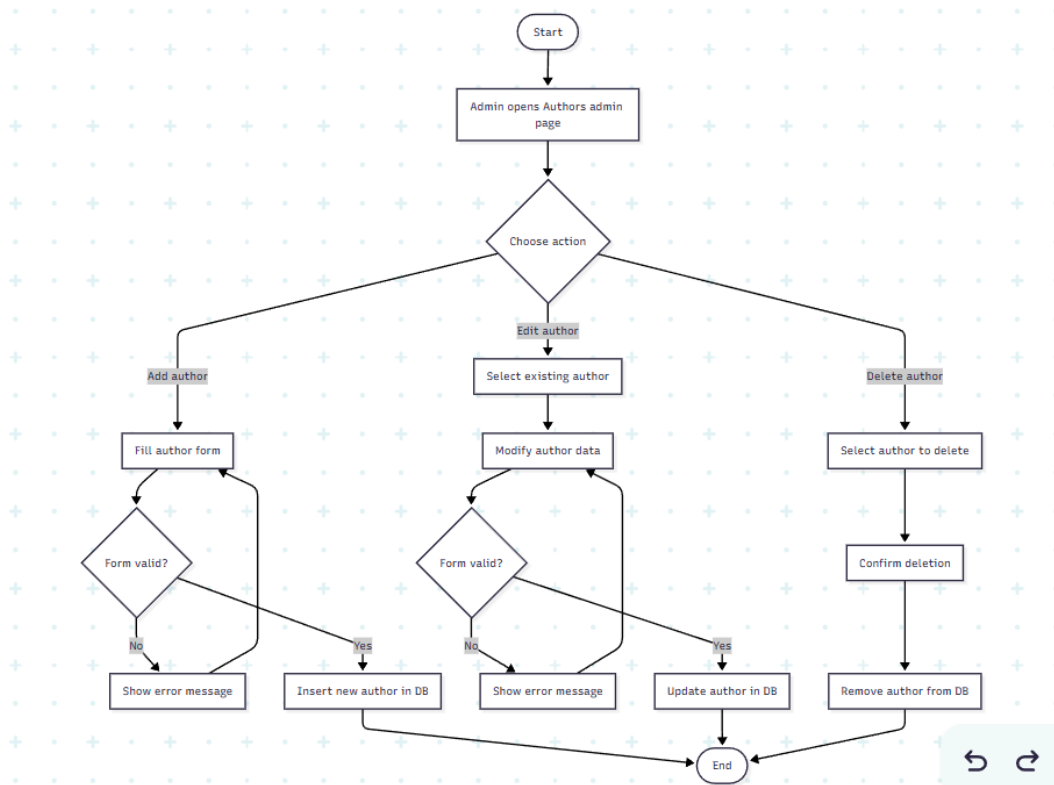 Start
Admin opens Authors admin
page
Choose action
Edit author
Add author
Select existing author
Delete author
Fill author form
Modify author data
Select author to delete
Form valid?
Form valid?
Confirm deletion
No
Yes
No
Yes
Show error message
Insert new author in DB
Show error message
Update author in DB
Remove author from DB
End